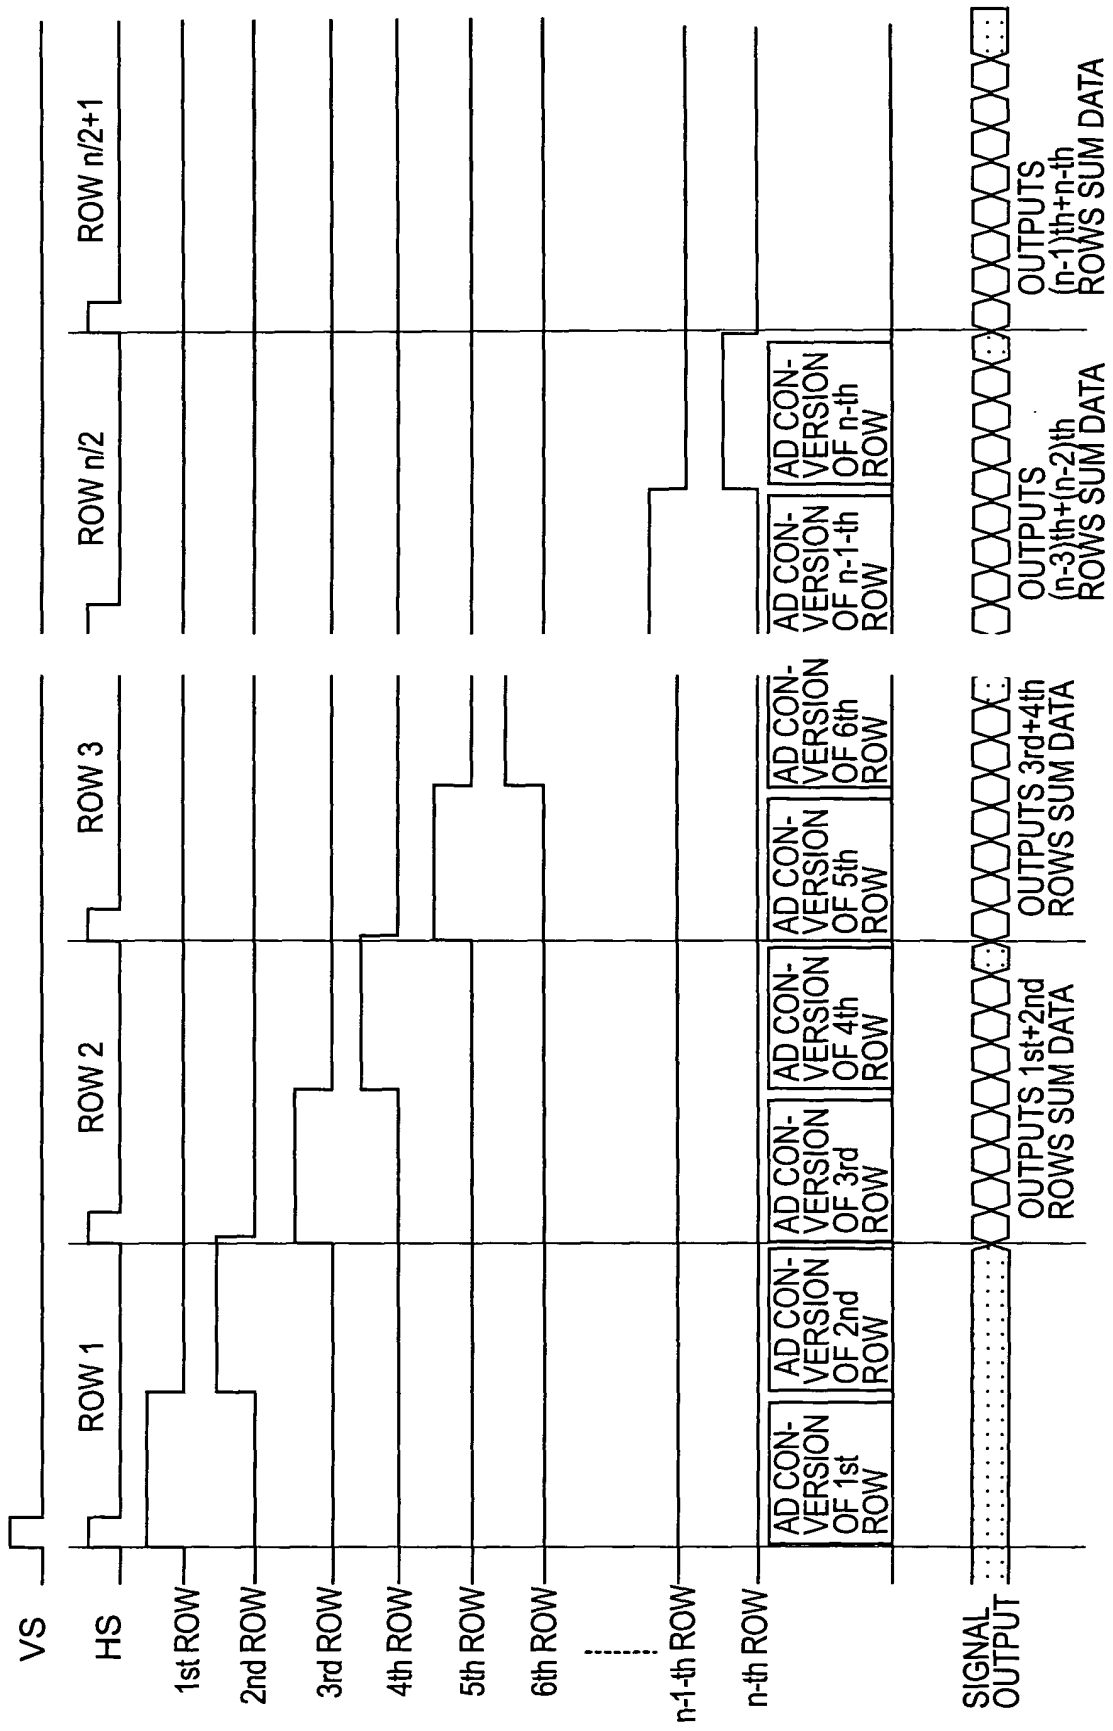 VS
HS
ROW 1
ROW 2
ROW 3
ROW n/2
ROW n/2+1
1st ROW
2nd ROW
3rd ROW
4th ROW
5th ROW
6th ROW
n-1-th ROW
n-th ROW
AD CON-
VERSION
OF 1st
ROW
AD CON-
VERSION
OF 2nd
ROW
AD CON-
VERSION
OF 3rd
ROW
AD CON-
VERSION
OF 4th
ROW
AD CON-
VERSION
OF 5th
ROW
AD CON-
VERSION
OF 6th
ROW
AD CON-
VERSION
OF n-1-th
ROW
AD CON-
VERSION
OF n-th
ROW
SIGNAL
OUTPUT
OUTPUTS 1st+2nd
ROWS SUM DATA
OUTPUTS 3rd+4th
ROWS SUM DATA
OUTPUTS
(n-3)th+(n-2)th
ROWS SUM DATA
OUTPUTS
(n-1)th+n-th
ROWS SUM DATA